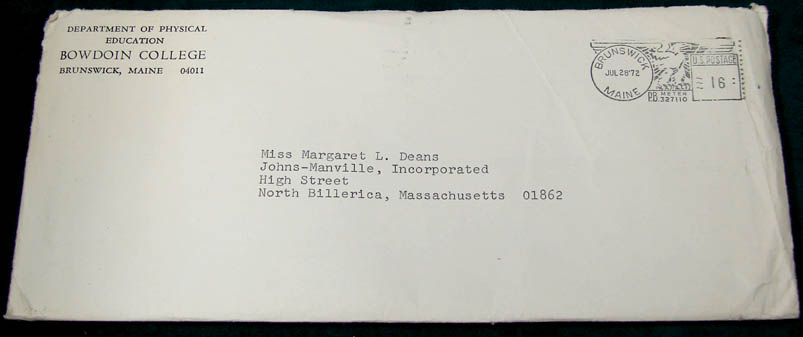 DEPARTMENT OF PHYSICAL
EDUCATION
BOWDOIN COLLEGE
BRUNSWICK, MAINE 04011
BRUNSWICK
JUL 28'72
MAINE
U.S. POSTAGE
16
P.B. METER
327110
Miss Margaret L. Deans
Johns-Manville, Incorporated
High Street
North Billerica, Massachusetts 01862